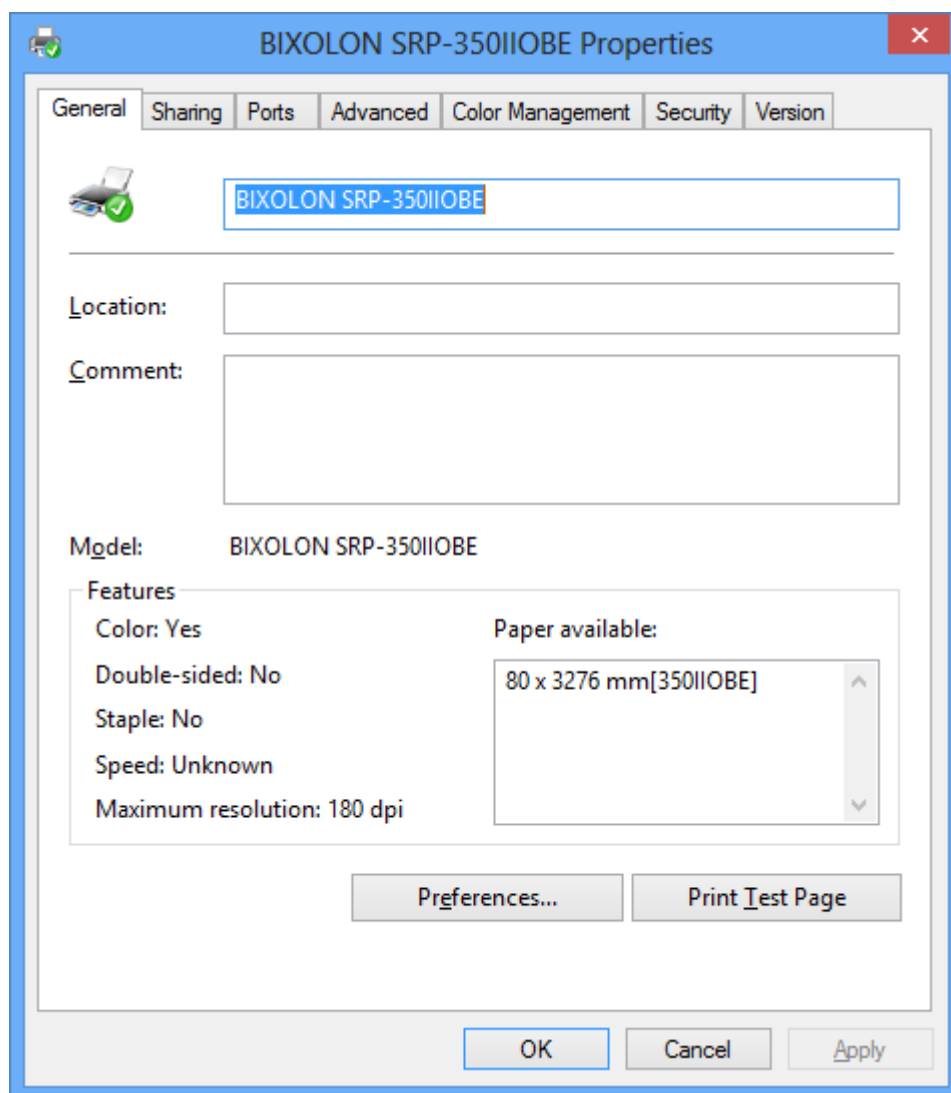 BIXOLON SRP-350IIOBE Properties
General Sharing Ports Advanced Color Management Security Version
BIXOLON SRP-350IIOBE
Location:
Comment:
Model: BIXOLON SRP-350IIOBE
Features
Color: Yes
Double-sided: No
Staple: No
Speed: Unknown
Maximum resolution: 180 dpi
Paper available:
80 x 3276 mm[350IIOBE]
Preferences... Print Test Page
OK Cancel Apply